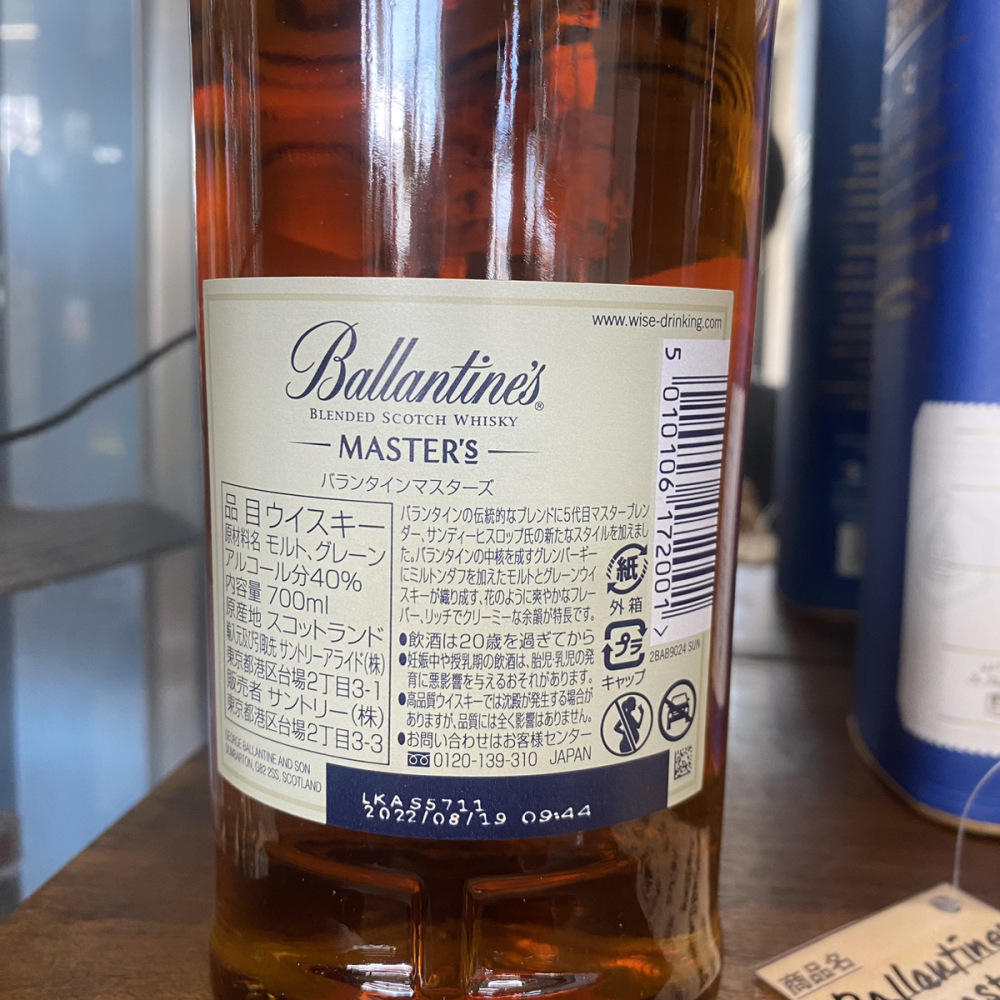 www.wise-drinking.com
Ballantine's®
BLENDED SCOTCH WHISKY
MASTER's
バランタインマスターズ
品目 ウイスキー
原材料名 モルト、グレーン
アルコール分40%
内容量 700ml
原産地 スコットランド
輸入元及び引取先 サントリーアライド(株)
東京都港区台場2丁目3-1
販売者 サントリー(株)
東京都港区台場2丁目3-3
GEORGE BALLANTINE AND SON
DUMBARTON, G82 2SS, SCOTLAND
バランタインの伝統的なブレンドに5代目マスターブレン
ダー、サンディーヒスロップ氏の新たなスタイルを加えまし
た。バランタインの中核を成すグレンバーギー
にミルトンダフを加えたモルトとグレーンウイ
スキーが織り成す、花のように爽やかなフレー
バー、リッチでクリーミーな余韻が特長です。
●飲酒は20歳を過ぎてから
●妊娠中や授乳期の飲酒は、胎児・乳児の発
育に悪影響を与えるおそれがあります。
●高品質ウイスキーでは沈殿が発生する場合が
ありますが、品質には全く影響はありません。
●お問い合わせはお客様センター
0120-139-310 JAPAN
紙
外箱
プラ
キャップ
5 010106 172001 >
2BAB9024 SUN
LKAS5711
2022/08/19 09:44
商品名
Ballantine